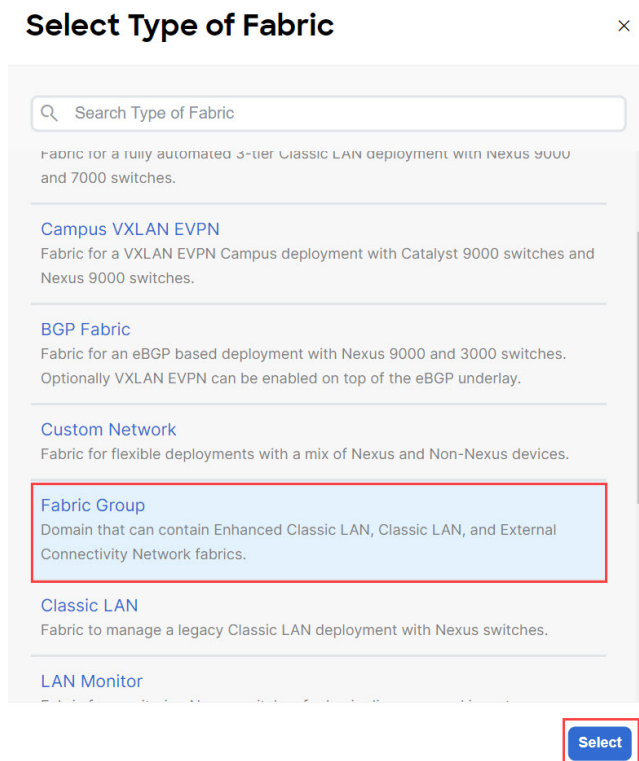 Select Type of Fabric
Search Type of Fabric
Fabric for a fully automated 3-tier Classic LAN deployment with Nexus 9000
and 7000 switches.
Campus VXLAN EVPN
Fabric for a VXLAN EVPN Campus deployment with Catalyst 9000 switches and
Nexus 9000 switches.
BGP Fabric
Fabric for an eBGP based deployment with Nexus 9000 and 3000 switches.
Optionally VXLAN EVPN can be enabled on top of the eBGP underlay.
Custom Network
Fabric for flexible deployments with a mix of Nexus and Non-Nexus devices.
Fabric Group
Domain that can contain Enhanced Classic LAN, Classic LAN, and External
Connectivity Network fabrics.
Classic LAN
Fabric to manage a legacy Classic LAN deployment with Nexus switches.
LAN Monitor
Select